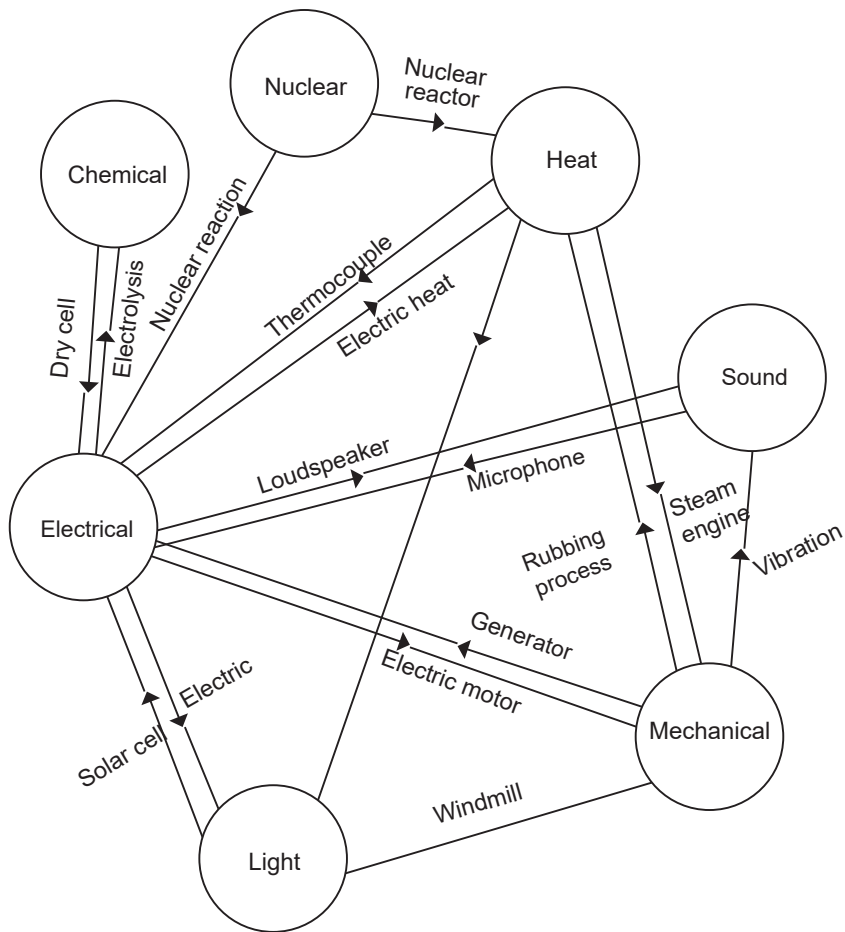 Nuclear
Nuclear
reactor
Heat
Chemical
Nuclear reaction
Thermocouple
Electric heat
Dry cell
Electrolysis
Sound
Loudspeaker
Microphone
Steam
engine
Electrical
Rubbing
process
Vibration
Generator
Electric motor
Electric
Solar cell
Mechanical
Windmill
Light